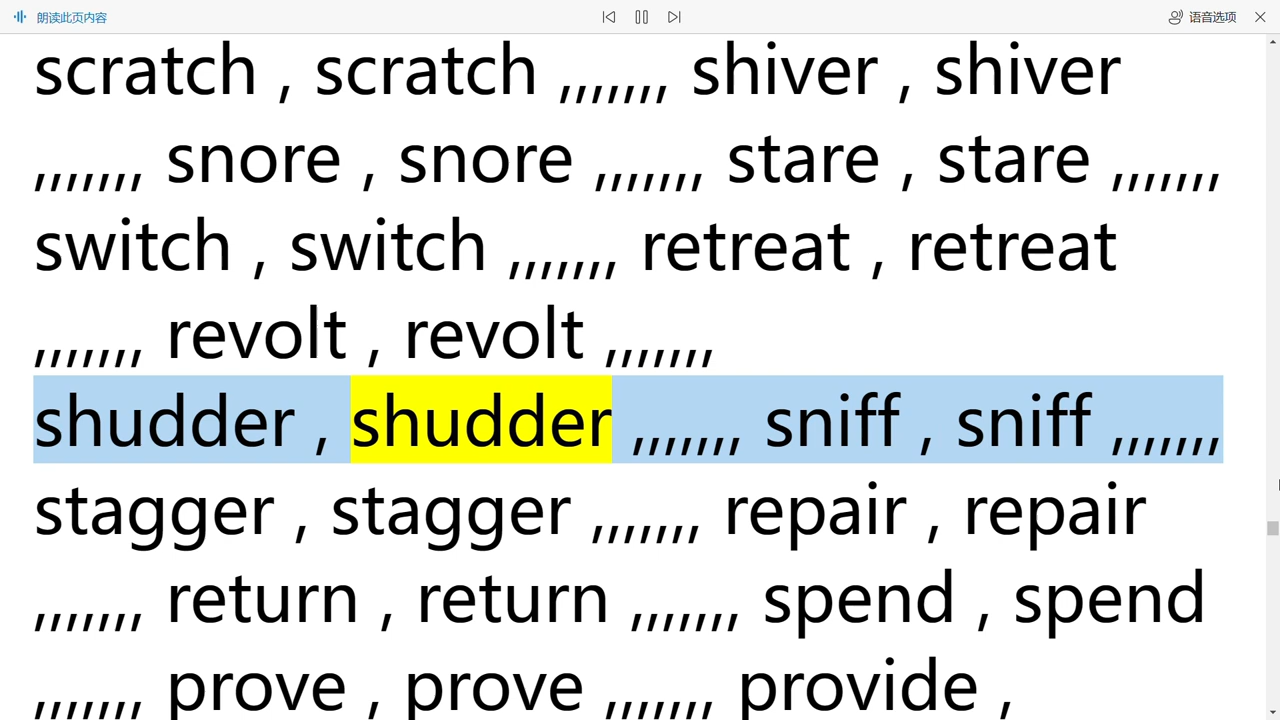 朗读此页内容
语音选项
scratch , scratch ,,,,,,, shiver , shiver
,,,,,,, snore , snore ,,,,,,, stare , stare ,,,,,,,
switch , switch ,,,,,,, retreat , retreat
,,,,,,, revolt , revolt ,,,,,,,
shudder , shudder ,,,,,,, sniff , sniff ,,,,,,,
stagger , stagger ,,,,,,, repair , repair
,,,,,,, return , return ,,,,,,, spend , spend
,,,,,,, prove , prove ,,,,,,, provide ,